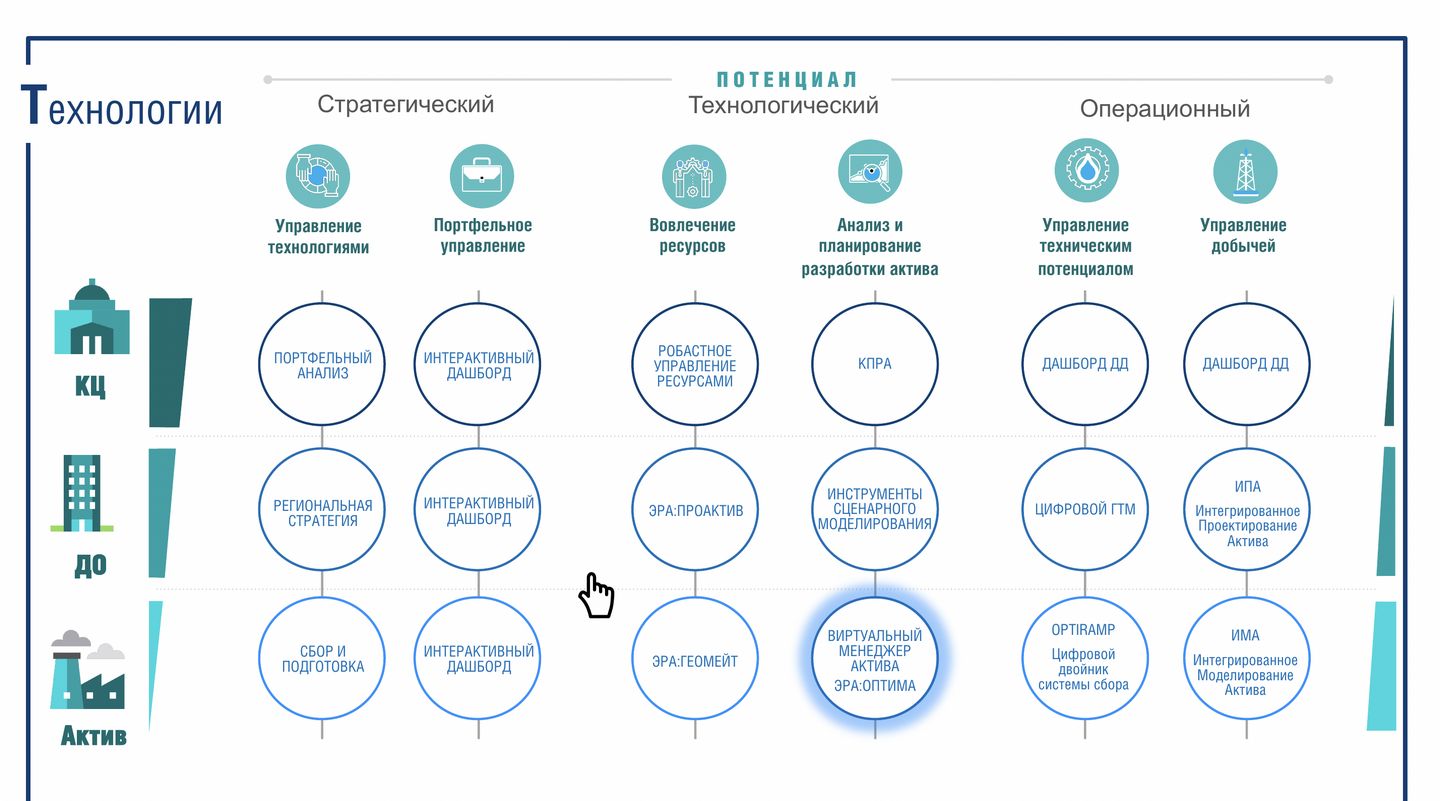 ПОТЕНЦИАЛ
Технологии
Стратегический
Технологический
Операционный
Управление
технологиями
Портфельное
управление
Вовлечение
ресурсов
Анализ и
планирование
разработки актива
Управление
техническим
потенциалом
Управление
добычей
КЦ
ПОРТФЕЛЬНЫЙ
АНАЛИЗ
ИНТЕРАКТИВНЫЙ
ДАШБОРД
РОБАСТНОЕ
УПРАВЛЕНИЕ
РЕСУРСАМИ
КПРА
ДАШБОРД ДД
ДАШБОРД ДД
ДО
РЕГИОНАЛЬНАЯ
СТРАТЕГИЯ
ИНТЕРАКТИВНЫЙ
ДАШБОРД
ЭРА:ПРОАКТИВ
ИНСТРУМЕНТЫ
СЦЕНАРНОГО
МОДЕЛИРОВАНИЯ
ЦИФРОВОЙ ГТМ
ИПА
Интегрированное
Проектирование
Актива
Актив
СБОР И
ПОДГОТОВКА
ИНТЕРАКТИВНЫЙ
ДАШБОРД
ЭРА:ГЕОМЕЙТ
ВИРТУАЛЬНЫЙ
МЕНЕДЖЕР
АКТИВА
ЭРА:ОПТИМА
OPTIRAMP
Цифровой
двойник
системы сбора
ИМА
Интегрированное
Моделирование
Актива